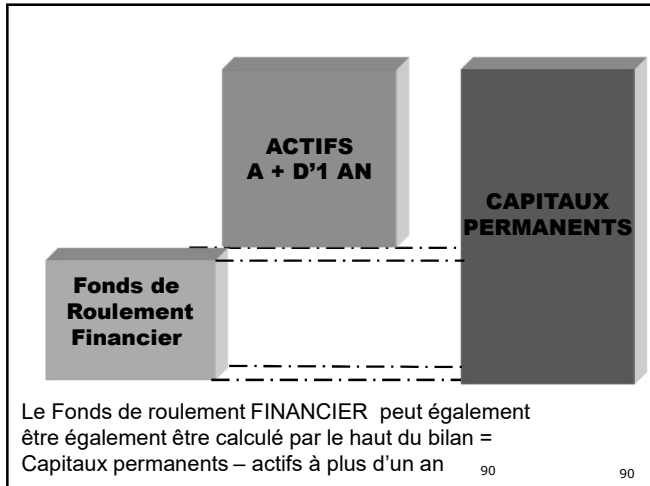 ACTIFS
A + D’1 AN
CAPITAUX
PERMANENTS
Fonds de
Roulement
Financier
Le Fonds de roulement FINANCIER peut également
être également être calculé par le haut du bilan =
Capitaux permanents – actifs à plus d’un an
90
90